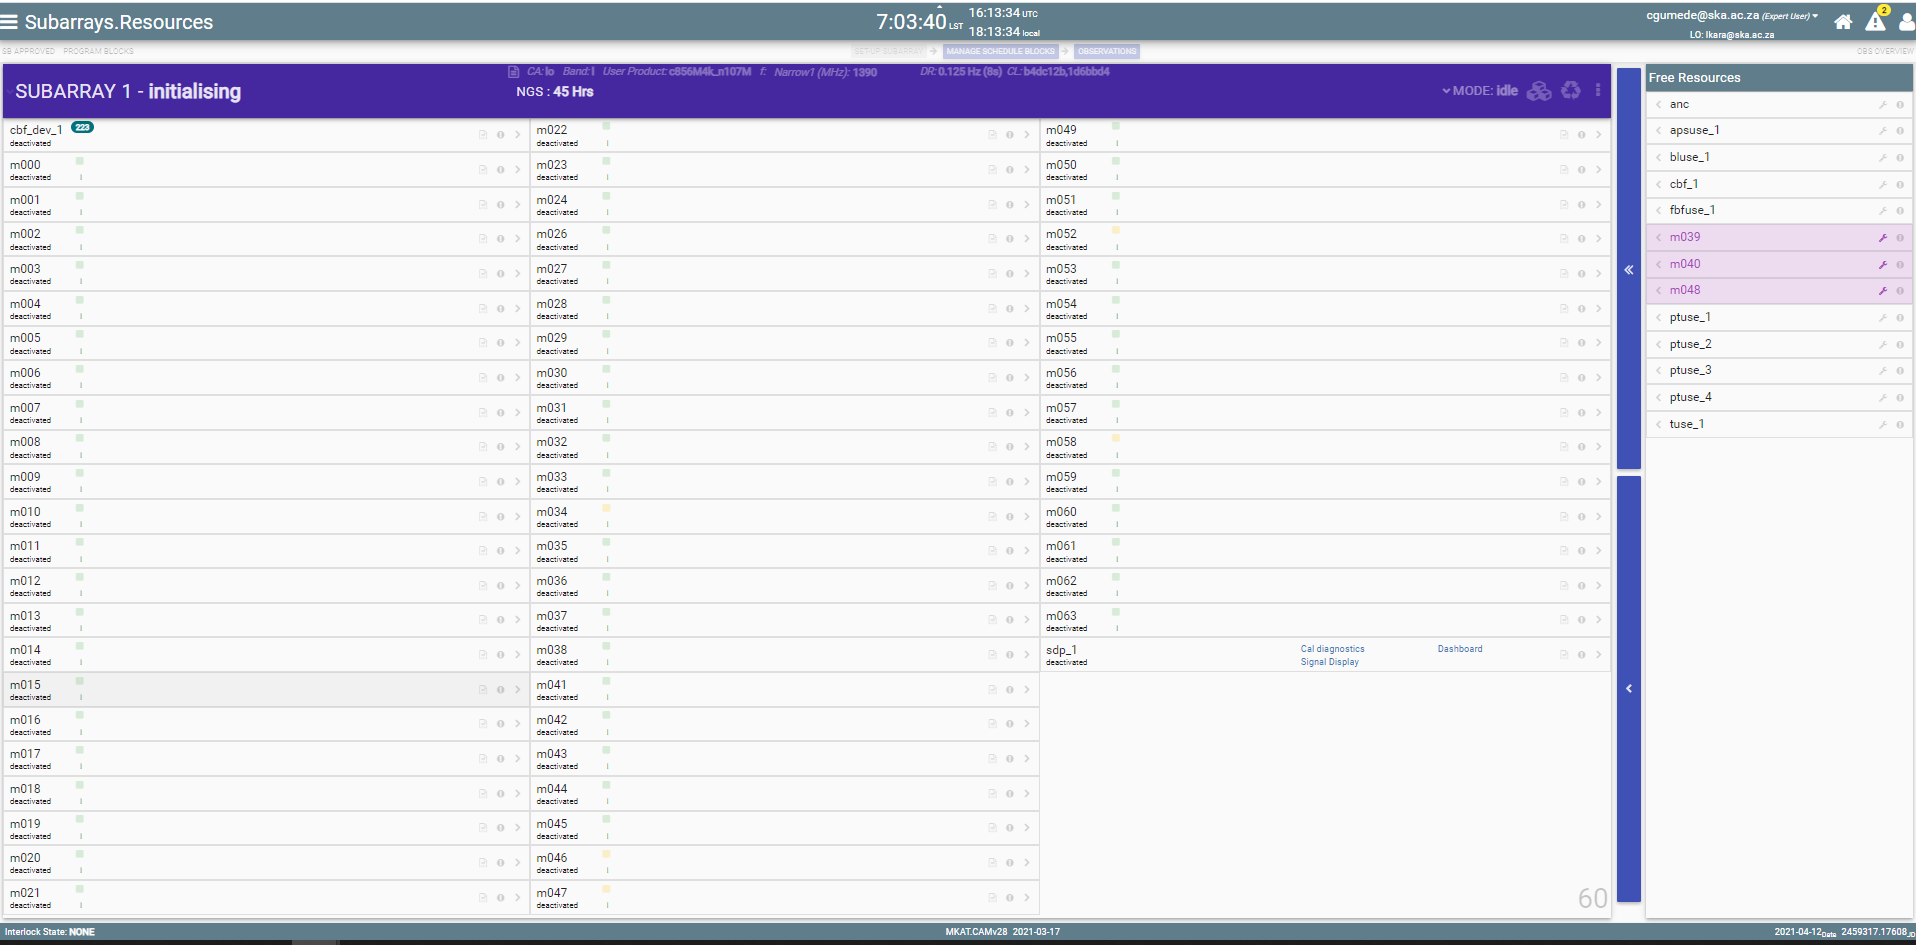 Subarrays.Resources
7:03:40 LST
16:13:34 UTC
18:13:34 local
cgumede@ska.ac.za (Expert User)
LO: lkara@ska.ac.za
2
SB APPROVED PROGRAM BLOCKS
SET-UP SUBARRAY
MANAGE SCHEDULE BLOCKS
OBSERVATIONS
OBS OVERVIEW
SUBARRAY 1 - initialising
CA: lo Band: l User Product: c856M4k_n107M f: Narrow1 (MHz): 1390 DR: 0.125 Hz (8s) CL: b4dc12b,1d6bbd4
NGS : 45 Hrs
MODE: idle
cbf_dev_1 223
deactivated
m000
deactivated
m001
deactivated
m002
deactivated
m003
deactivated
m004
deactivated
m005
deactivated
m006
deactivated
m007
deactivated
m008
deactivated
m009
deactivated
m010
deactivated
m011
deactivated
m012
deactivated
m013
deactivated
m014
deactivated
m015
deactivated
m016
deactivated
m017
deactivated
m018
deactivated
m019
deactivated
m020
deactivated
m021
deactivated
m022
deactivated
m023
deactivated
m024
deactivated
m026
deactivated
m027
deactivated
m028
deactivated
m029
deactivated
m030
deactivated
m031
deactivated
m032
deactivated
m033
deactivated
m034
deactivated
m035
deactivated
m036
deactivated
m037
deactivated
m038
deactivated
m041
deactivated
m042
deactivated
m043
deactivated
m044
deactivated
m045
deactivated
m046
deactivated
m047
deactivated
m049
deactivated
m050
deactivated
m051
deactivated
m052
deactivated
m053
deactivated
m054
deactivated
m055
deactivated
m056
deactivated
m057
deactivated
m058
deactivated
m059
deactivated
m060
deactivated
m061
deactivated
m062
deactivated
m063
deactivated
sdp_1
deactivated
Cal diagnostics
Signal Display
Dashboard
60
Free Resources
anc
apsuse_1
bluse_1
cbf_1
fbfuse_1
m039
m040
m048
ptuse_1
ptuse_2
ptuse_3
ptuse_4
tuse_1
Interlock State: NONE
MKAT.CAMv28 2021-03-17
2021-04-12 Date 2459317.17608 JD